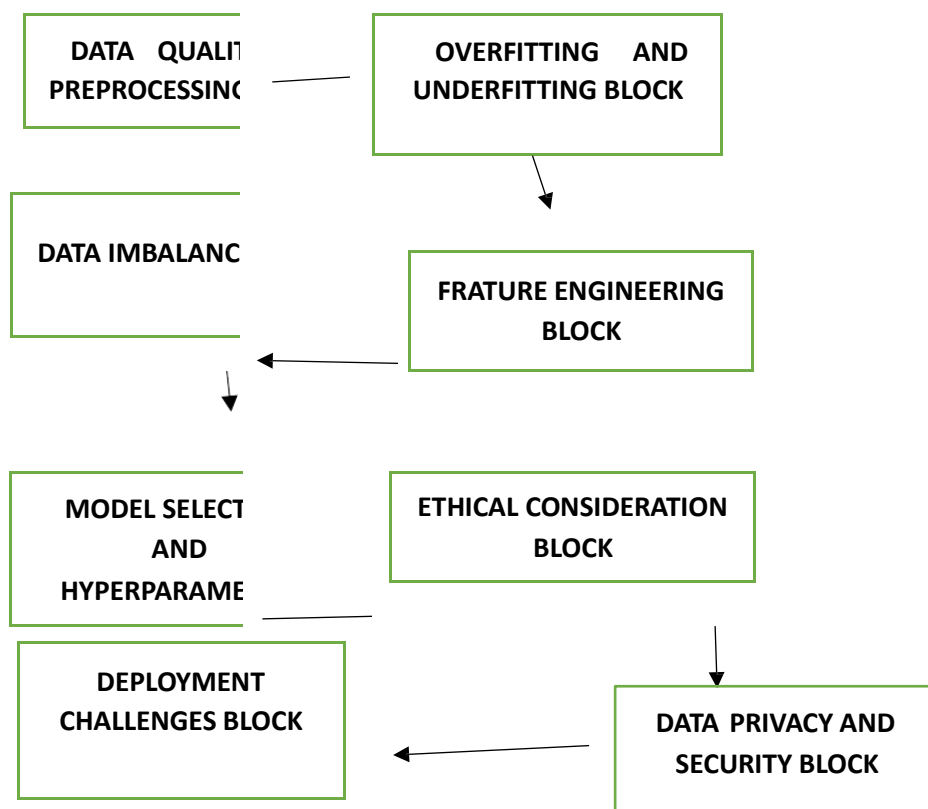 DATA QUALIT
PREPROCESSING
OVERFITTING AND
UNDERFITTING BLOCK
DATA IMBALANC
FRATURE ENGINEERING
BLOCK
MODEL SELECT
AND
HYPERPARAME
ETHICAL CONSIDERATION
BLOCK
DEPLOYMENT
CHALLENGES BLOCK
DATA PRIVACY AND
SECURITY BLOCK